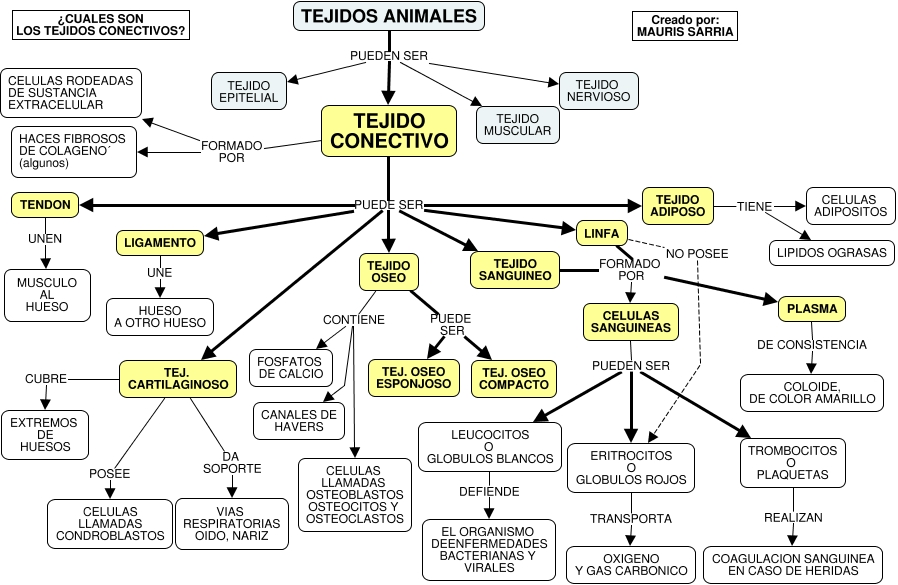 ¿CUALES SON
LOS TEJIDOS CONECTIVOS?
TEJIDOS ANIMALES
Creado por:
MAURIS SARRIA
PUEDEN SER
TEJIDO
EPITELIAL
TEJIDO
MUSCULAR
TEJIDO
NERVIOSO
TEJIDO
CONECTIVO
FORMADO
POR
CELULAS RODEADAS
DE SUSTANCIA
EXTRACELULAR
HACES FIBROSOS
DE COLAGENO´
(algunos)
PUEDE SER
TENDON
UNEN
MUSCULO
AL
HUESO
LIGAMENTO
UNE
HUESO
A OTRO HUESO
TEJIDO
OSEO
TEJIDO
SANGUINEO
LINFA
TEJIDO
ADIPOSO
TIENE
CELULAS
ADIPOSITOS
LIPIDOS OGRASAS
NO POSEE
FORMADO
POR
CELULAS
SANGUINEAS
PLASMA
DE CONSISTENCIA
COLOIDE,
DE COLOR AMARILLO
CONTIENE
FOSFATOS
DE CALCIO
CANALES DE
HAVERS
CELULAS
LLAMADAS
OSTEOBLASTOS
OSTEOCITOS Y
OSTEOCLASTOS
PUEDE
SER
TEJ. OSEO
ESPONJOSO
TEJ. OSEO
COMPACTO
TEJ.
CARTILAGINOSO
CUBRE
EXTREMOS
DE
HUESOS
POSEE
CELULAS
LLAMADAS
CONDROBLASTOS
DA
SOPORTE
VIAS
RESPIRATORIAS
OIDO, NARIZ
PUEDEN SER
LEUCOCITOS
O
GLOBULOS BLANCOS
DEFIENDE
EL ORGANISMO
DEENFERMEDADES
BACTERIANAS Y
VIRALES
ERITROCITOS
O
GLOBULOS ROJOS
TRANSPORTA
OXIGENO
Y GAS CARBONICO
TROMBOCITOS
O
PLAQUETAS
REALIZAN
COAGULACION SANGUINEA
EN CASO DE HERIDAS